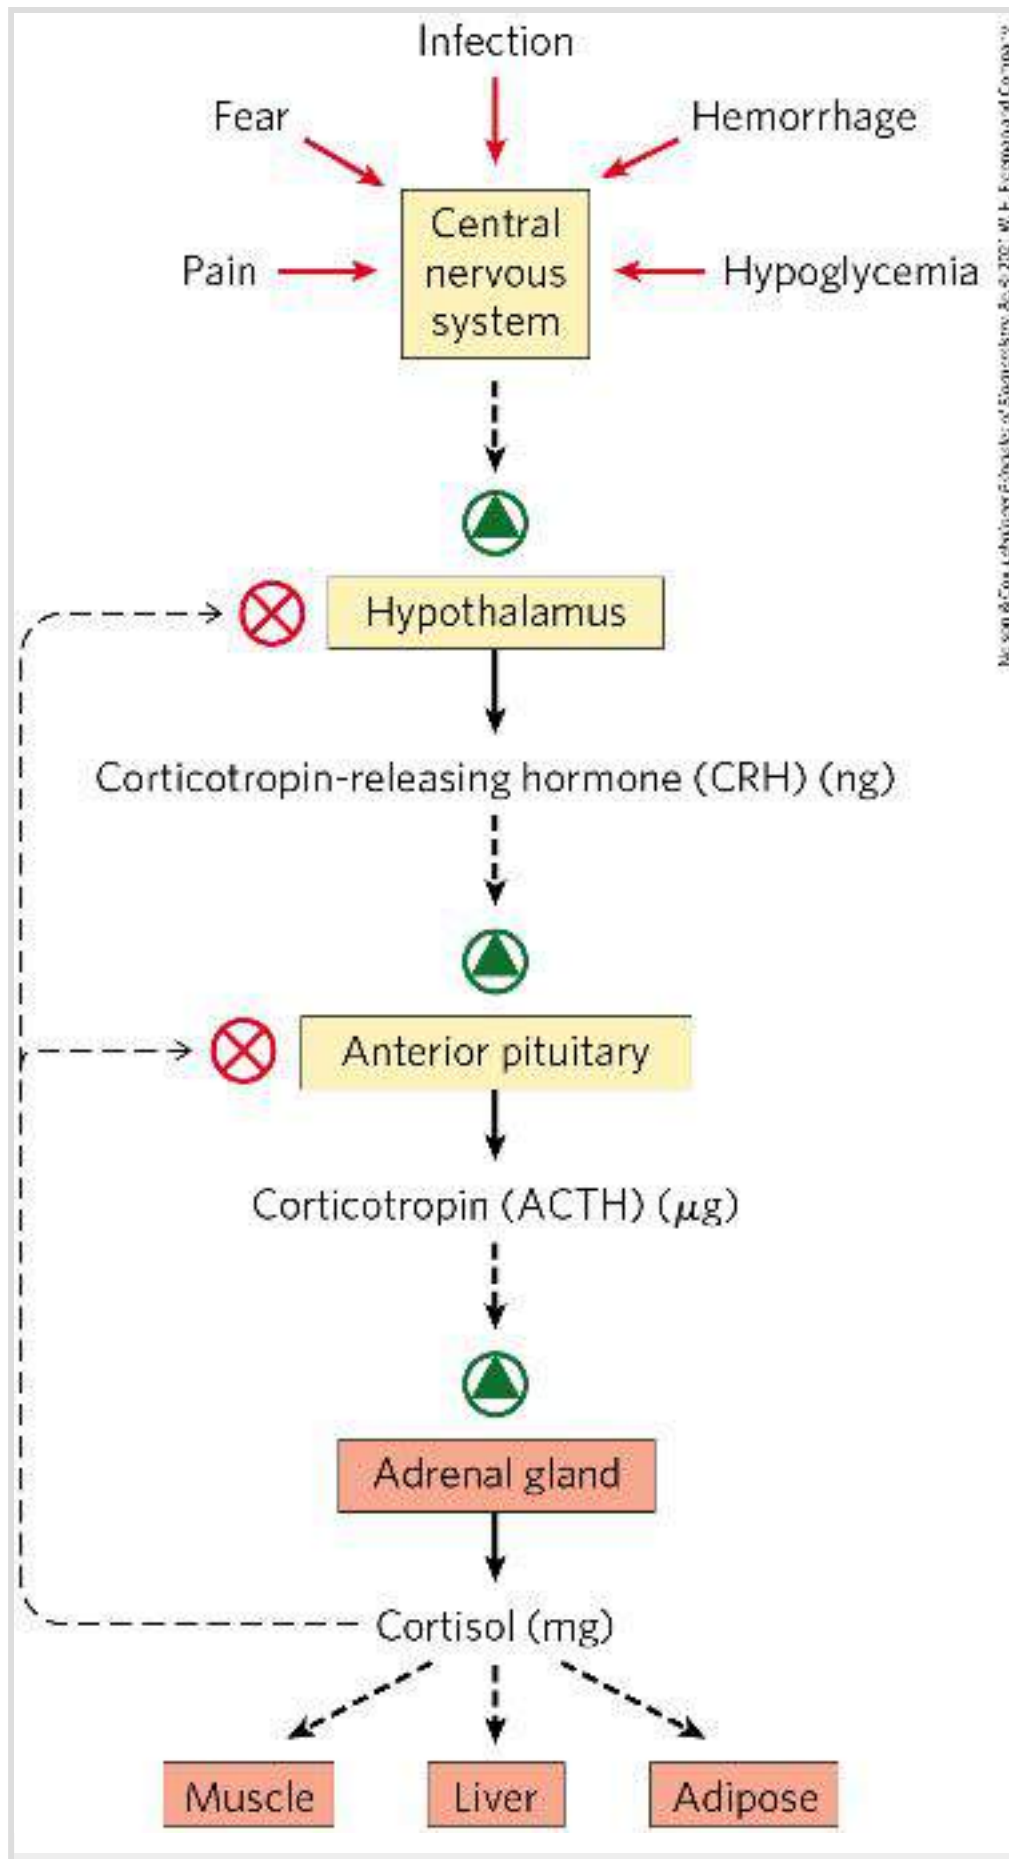 Infection
Fear
Hemorrhage
Central
nervous
system
Pain
Hypoglycemia
Hypothalamus
Corticotropin-releasing hormone (CRH) (ng)
Anterior pituitary
Corticotropin (ACTH) (μg)
Adrenal gland
Cortisol (mg)
Muscle
Liver
Adipose